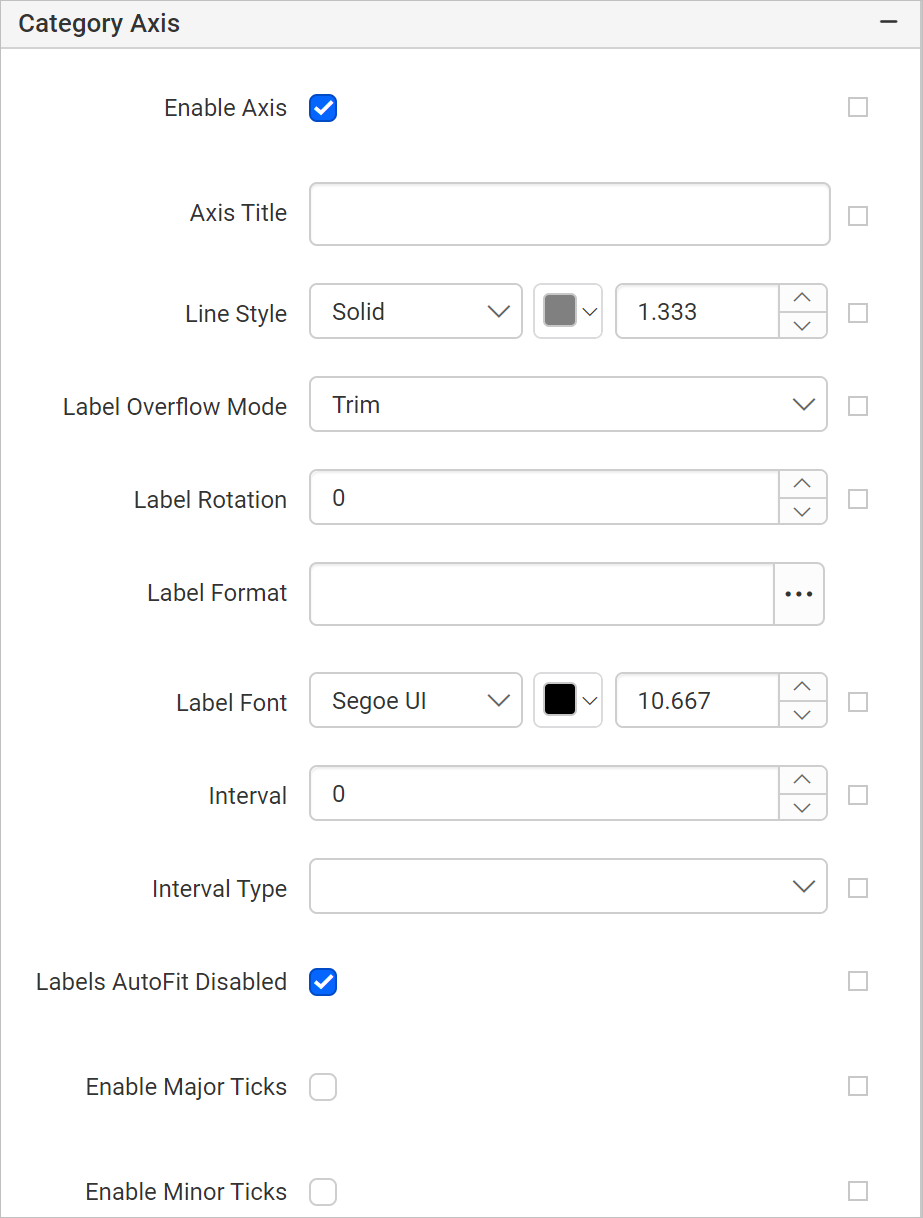 Category Axis
Enable Axis
Axis Title
Line Style Solid 1.333
Label Overflow Mode Trim
Label Rotation 0
Label Format •••
Label Font Segoe UI 10.667
Interval 0
Interval Type
Labels AutoFit Disabled
Enable Major Ticks
Enable Minor Ticks